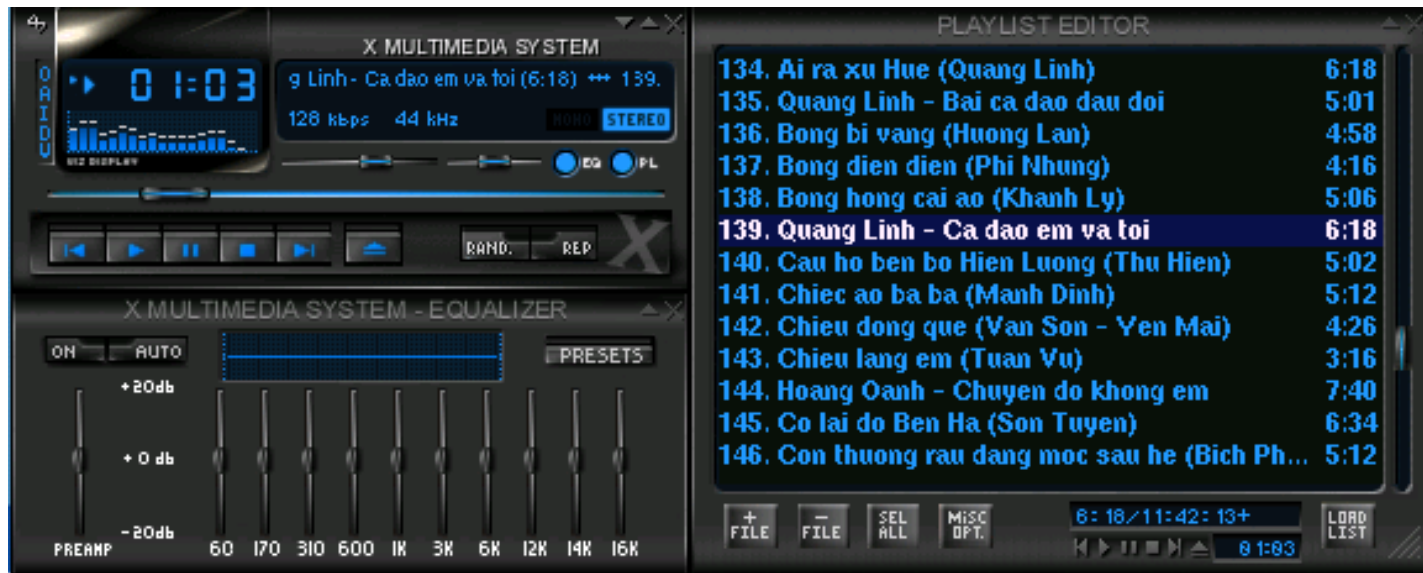 X MULTIMEDIA SYSTEM
OAIDU
01:03
g Linh - Ca dao em va toi (6:18) *** 139.
128 kbps 44 kHz
MONO STEREO
VIZ DISPLAY
EQ PL
RAND. REP
X
X MULTIMEDIA SYSTEM - EQUALIZER
ON AUTO PRESETS
+20db
+0 db
-20db
PREAMP 60 170 310 600 1K 3K 6K 12K 14K 16K
PLAYLIST EDITOR
134. Ai ra xu Hue (Quang Linh) 6:18
135. Quang Linh - Bai ca dao dau doi 5:01
136. Bong bi vang (Huong Lan) 4:58
137. Bong dien dien (Phi Nhung) 4:16
138. Bong hong cai ao (Khanh Ly) 5:06
139. Quang Linh - Ca dao em va toi 6:18
140. Cau ho ben bo Hien Luong (Thu Hien) 5:02
141. Chiec ao ba ba (Manh Dinh) 5:12
142. Chieu dong que (Van Son - Yen Mai) 4:26
143. Chieu lang em (Tuan Vu) 3:16
144. Hoang Oanh - Chuyen do khong em 7:40
145. Co lai do Ben Ha (Son Tuyen) 6:34
146. Con thuong rau dang moc sau he (Bich Ph... 5:12
+ FILE - FILE SEL ALL MISC OPT. 6:18/11:42:13+ LOAD LIST
01:03